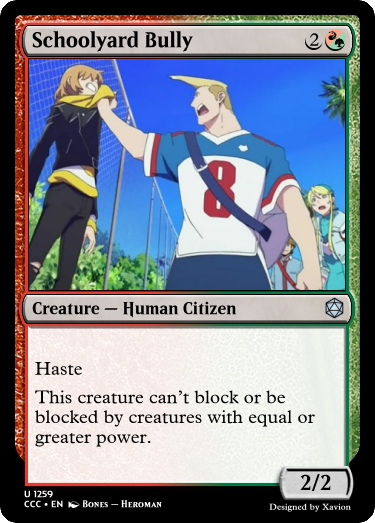 Schoolyard Bully 2
8
Creature — Human Citizen
Haste
This creature can't block or be
blocked by creatures with equal or
greater power.
2/2
U 1259
CCC • EN Bones — Heroman
Designed by Xavion